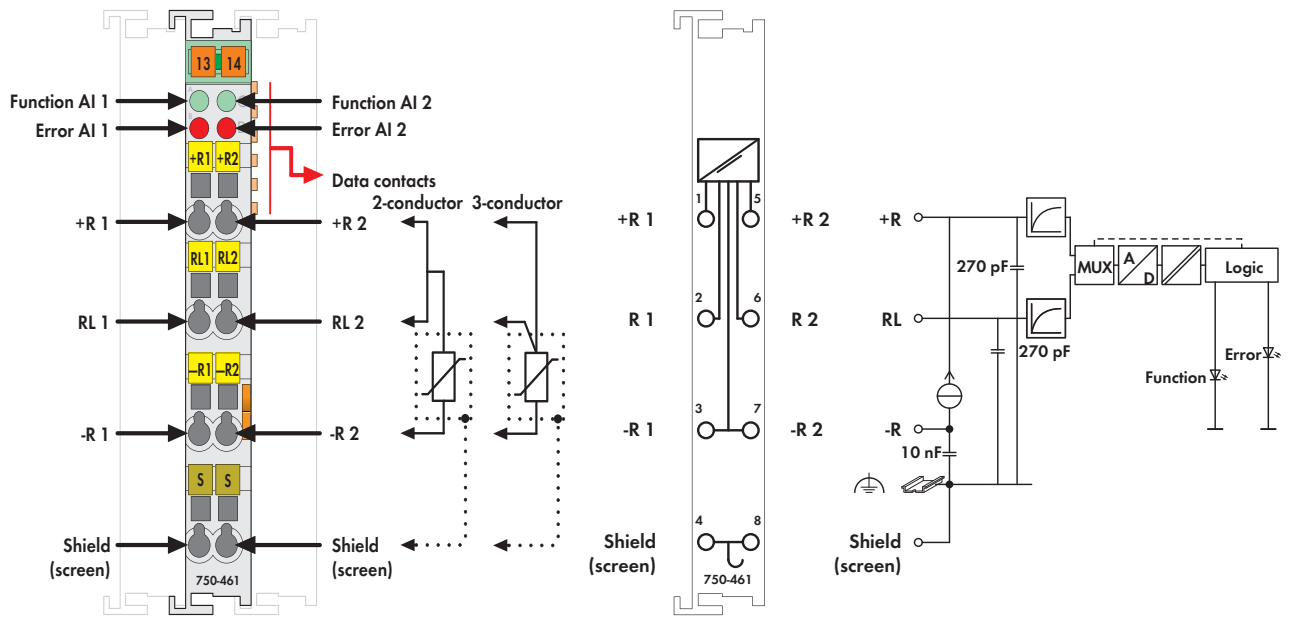 13 14
A C
Function AI 1
Function AI 2
B D
Error AI 1
Error AI 2
+R1 +R2
Data contacts
2-conductor 3-conductor
+R 1
+R 2
RL1 RL2
RL 1
RL 2
–R1 –R2
-R 1
-R 2
S S
Shield
(screen)
Shield
(screen)
750-461
1 5
+R 1
+R 2
2 6
R 1
R 2
3 7
-R 1
-R 2
4 8
Shield
(screen)
750-461
+R
270 pF
MUX
A
D
Logic
RL
270 pF
Error
Function
-R
10 nF
Shield
(screen)